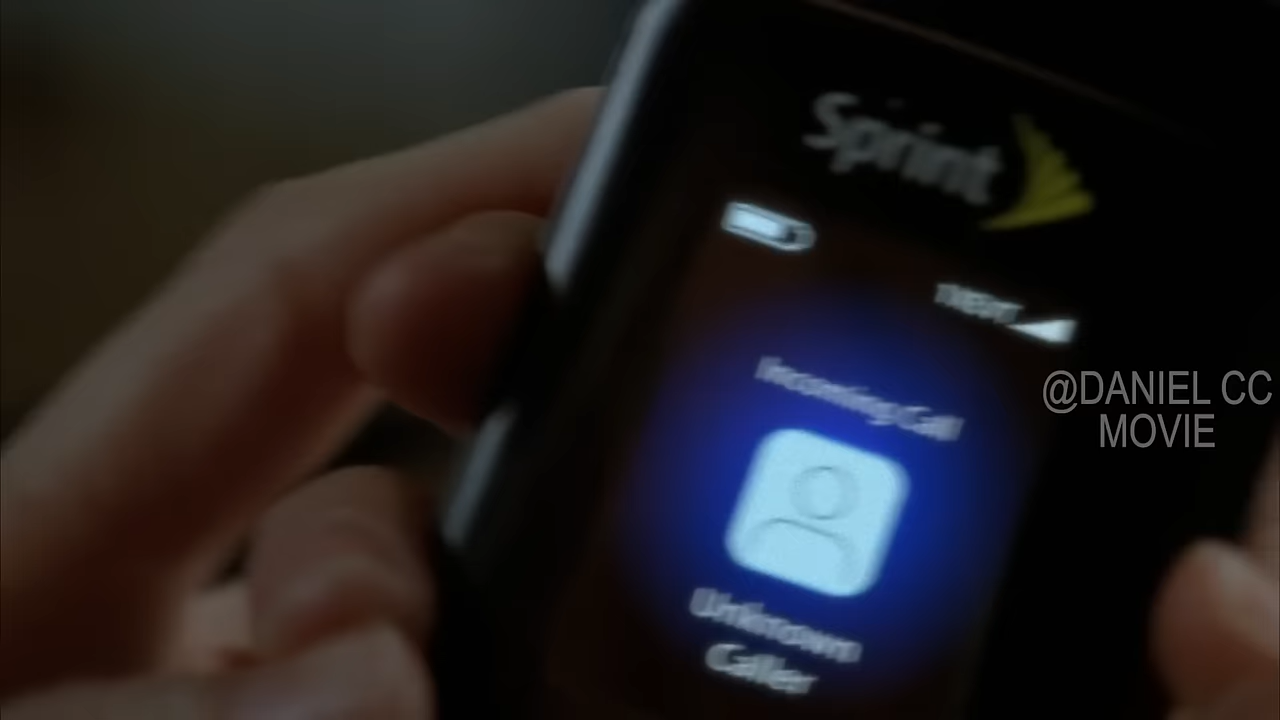 Sprint
Incoming Call
Unknown
Caller
@DANIEL CC
MOVIE